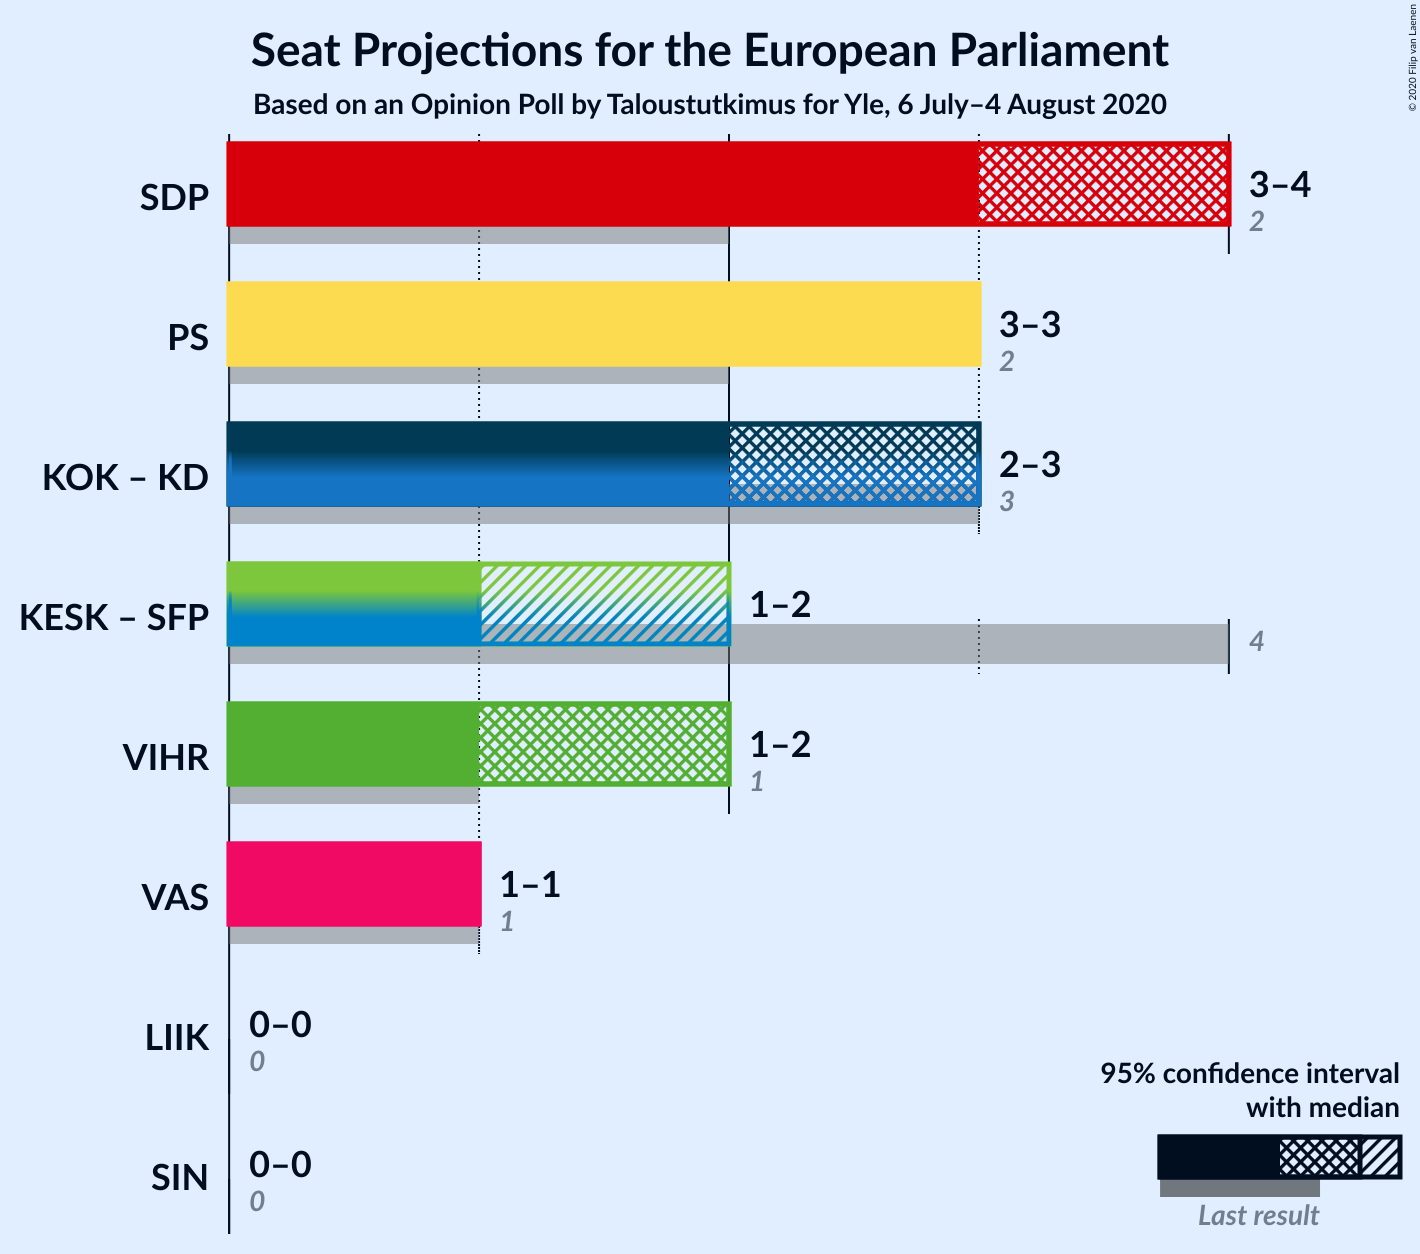 Seat Projections for the European Parliament
Based on an Opinion Poll by Taloustutkimus for Yle, 6 July–4 August 2020
© 2020 Filip van Laenen
SDP
3–4
2
PS
3–3
2
KOK – KD
2–3
3
KESK – SFP
1–2
4
VIHR
1–2
1
VAS
1–1
1
LIIK
0–0
0
SIN
0–0
0
95% confidence interval
with median
Last result